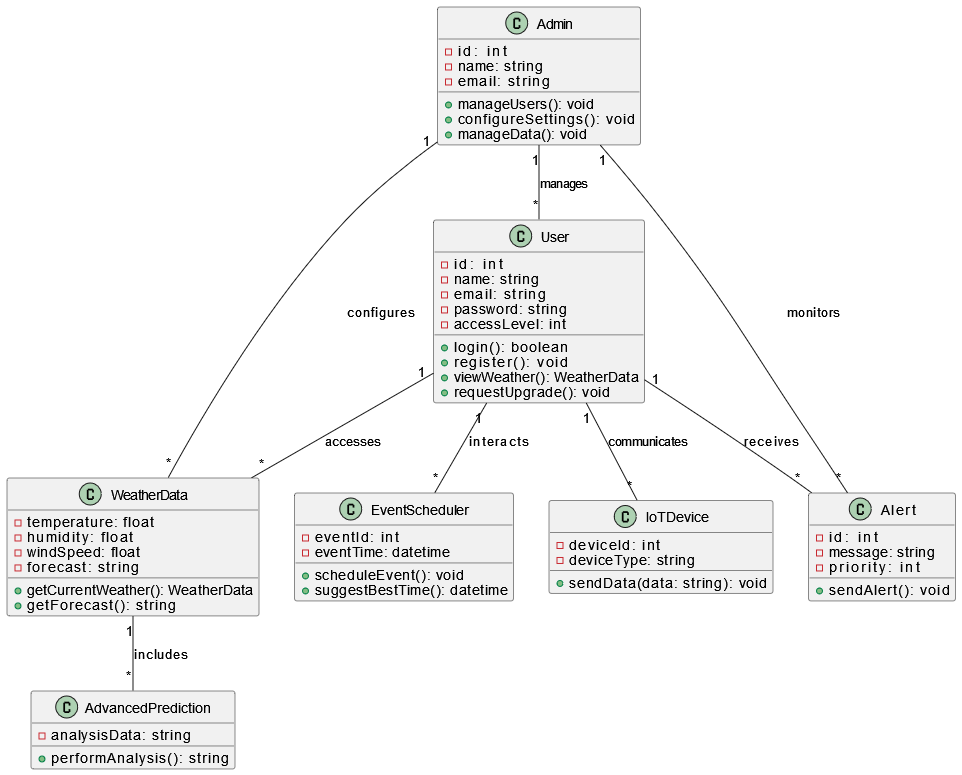 C Admin
id: int
name: string
email: string
manageUsers(): void
configureSettings(): void
manageData(): void
1
1
1
manages
*
C User
id: int
name: string
email: string
password: string
accessLevel: int
login(): boolean
register(): void
viewWeather(): WeatherData
requestUpgrade(): void
configures
monitors
1
1
1
1
accesses
interacts
communicates
receives
*
*
*
*
*
*
C WeatherData
temperature: float
humidity: float
windSpeed: float
forecast: string
getCurrentWeather(): WeatherData
getForecast(): string
C EventScheduler
eventId: int
eventTime: datetime
scheduleEvent(): void
suggestBestTime(): datetime
C IoTDevice
deviceId: int
deviceType: string
sendData(data: string): void
C Alert
id: int
message: string
priority: int
sendAlert(): void
1
includes
*
C AdvancedPrediction
analysisData: string
performAnalysis(): string